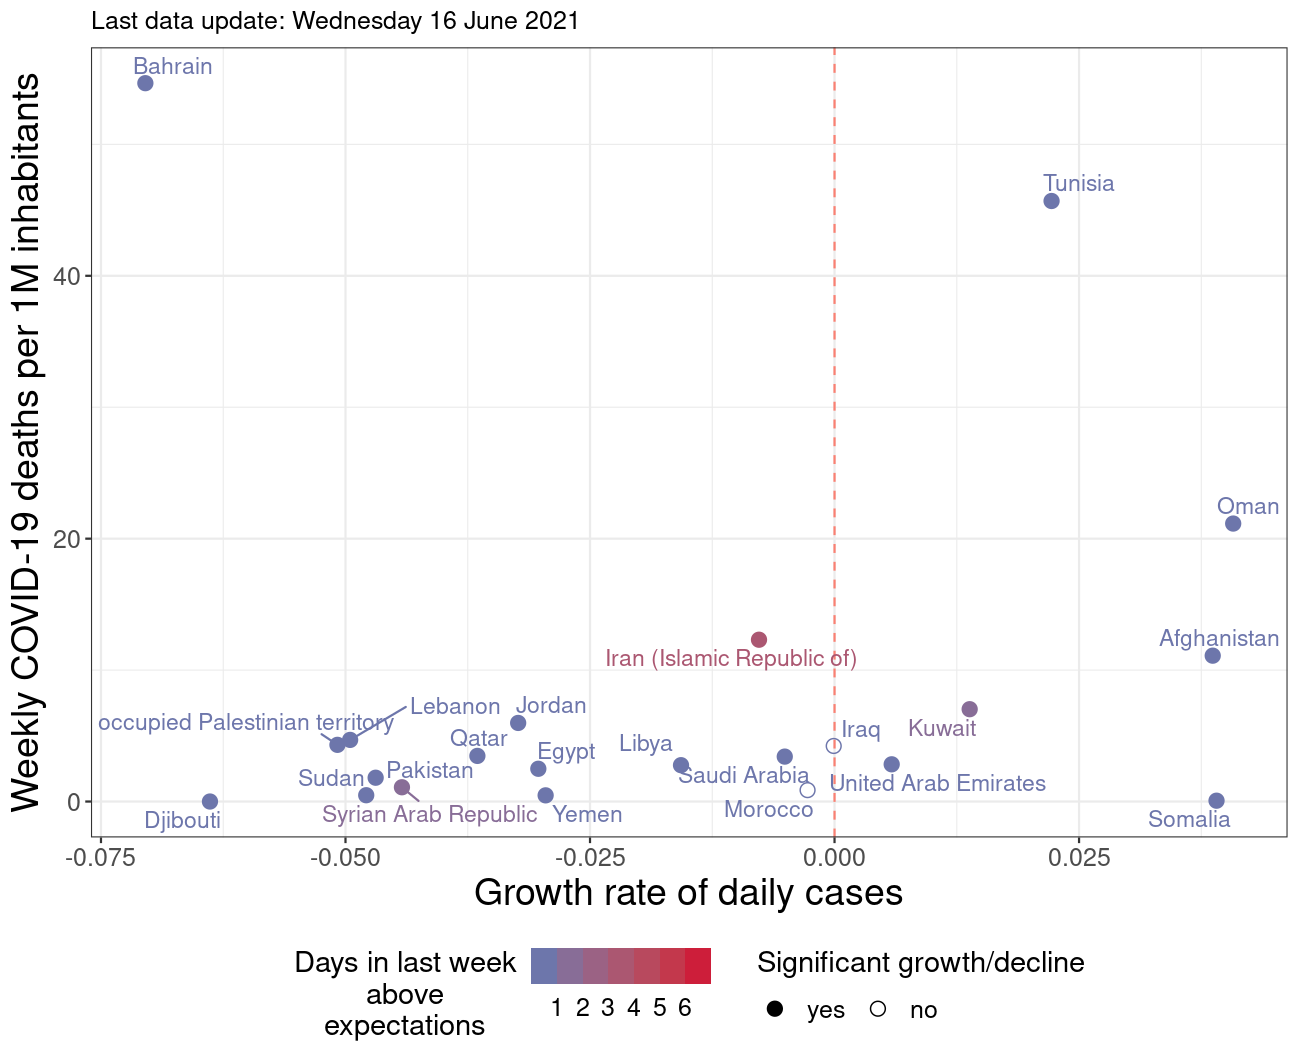 Last data update: Wednesday 16 June 2021
Weekly COVID-19 deaths per 1M inhabitants
Bahrain
Tunisia
40
Oman
20
Afghanistan
Iran (Islamic Republic of)
Lebanon
Jordan
occupied Palestinian territory
Iraq
Kuwait
Qatar
Libya
Egypt
Sudan
Pakistan
Saudi Arabia
United Arab Emirates
0
Djibouti
Syrian Arab Republic
Yemen
Morocco
Somalia
-0.075
-0.050
-0.025
0.000
0.025
Growth rate of daily cases
Days in last week
above
expectations
1 2 3 4 5 6
Significant growth/decline
yes
no